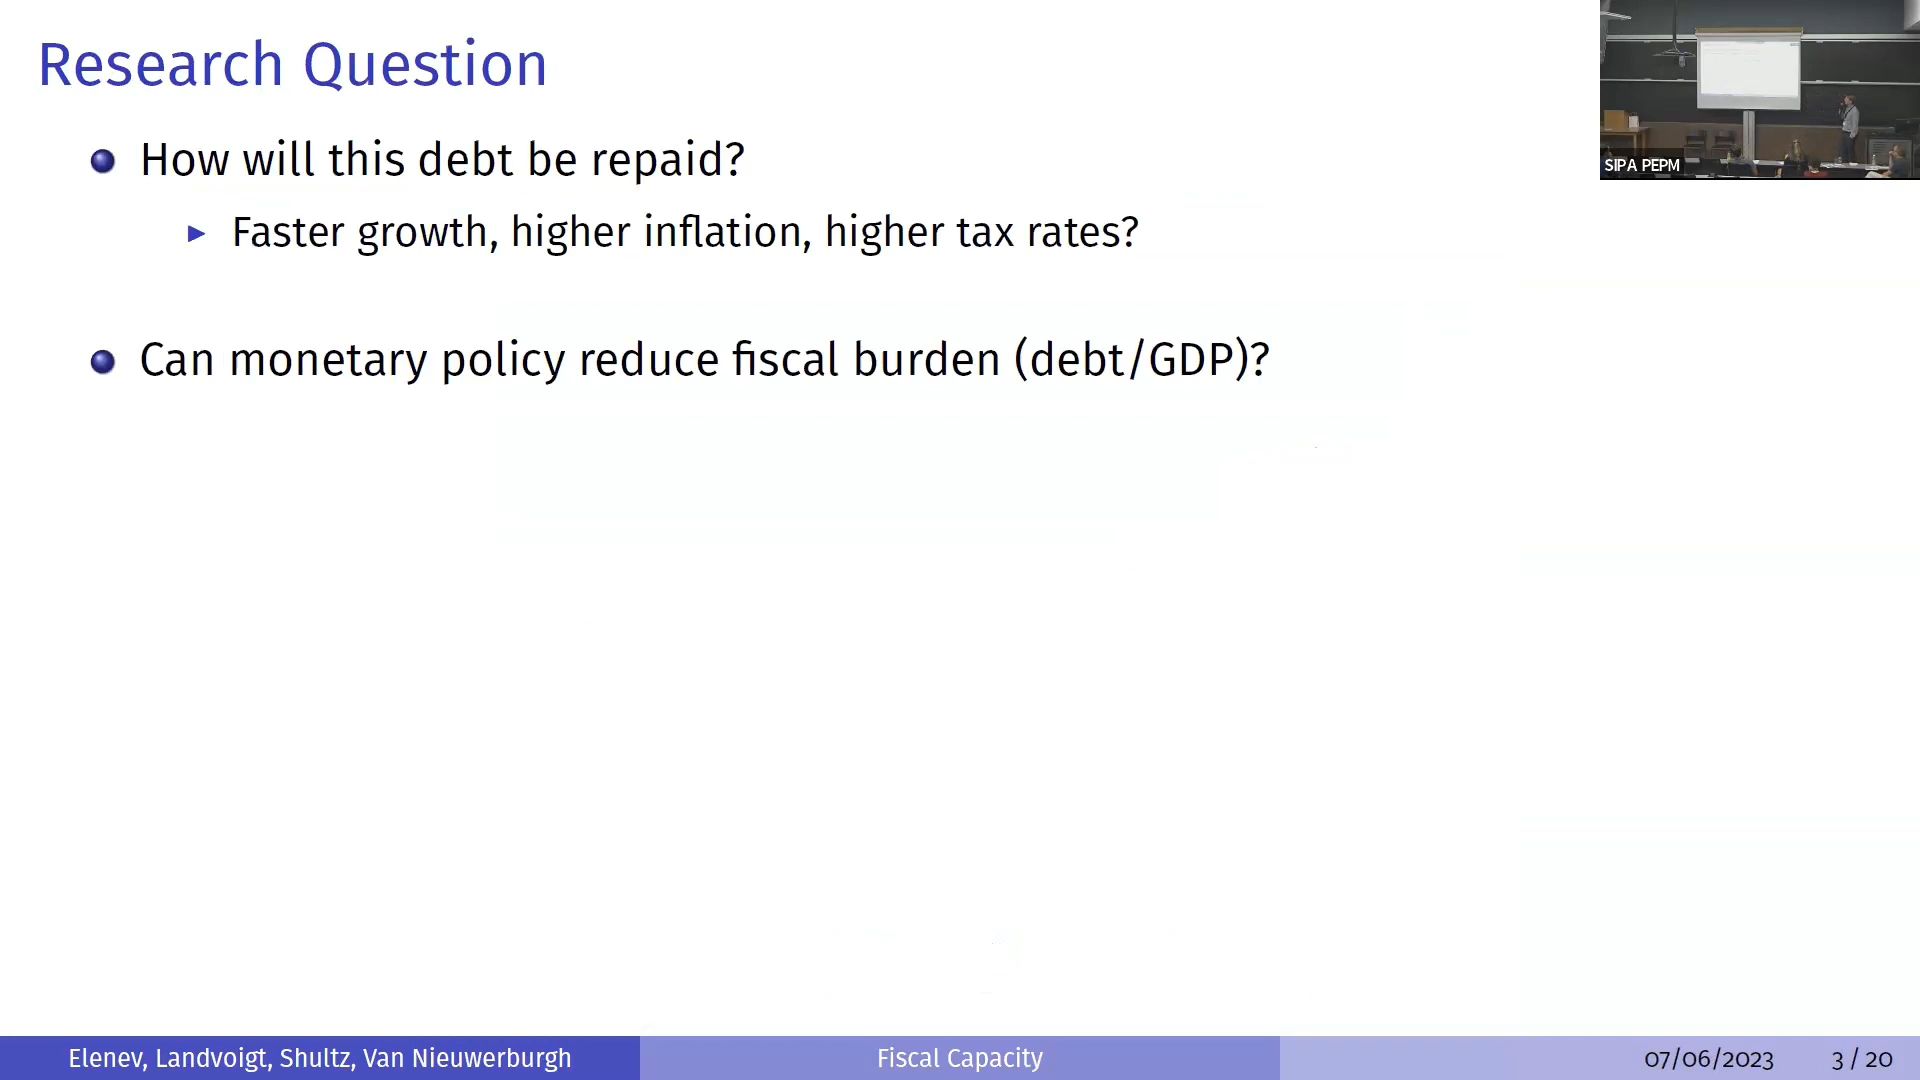 Research Question
How will this debt be repaid?
Faster growth, higher inflation, higher tax rates?
Can monetary policy reduce fiscal burden (debt/GDP)?
SIPA PEPM
Elenev, Landvoigt, Shultz, Van Nieuwerburgh
Fiscal Capacity
07/06/2023
3 / 20